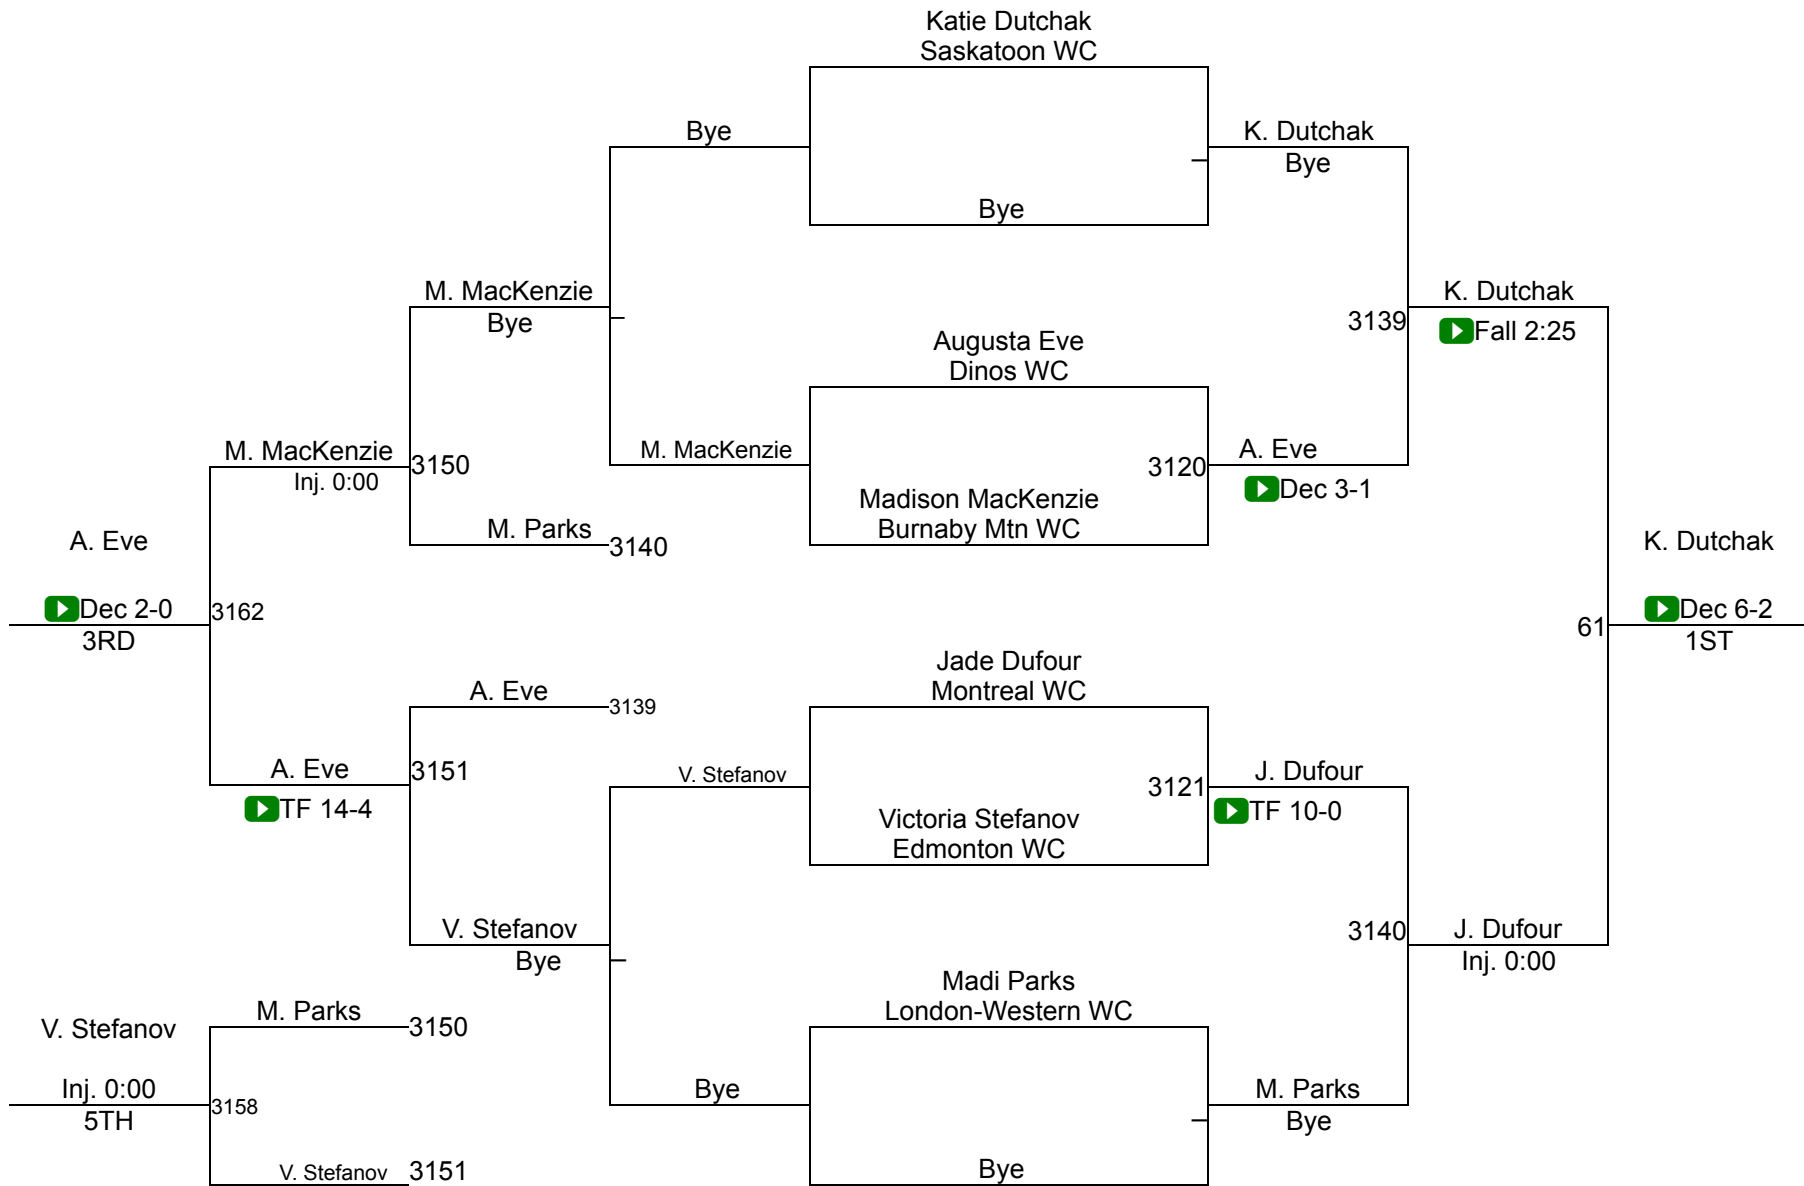 Katie Dutchak
Saskatoon WC
Bye
K. Dutchak
Bye
Bye
M. MacKenzie
Bye
K. Dutchak
3139
Fall 2:25
Augusta Eve
Dinos WC
M. MacKenzie
Inj. 0:00
3150
M. MacKenzie
3120
A. Eve
Dec 3-1
Madison MacKenzie
Burnaby Mtn WC
M. Parks
3140
A. Eve
Dec 2-0
3RD
3162
K. Dutchak
61
Dec 6-2
1ST
Jade Dufour
Montreal WC
A. Eve
3139
A. Eve
TF 14-4
3151
V. Stefanov
3121
J. Dufour
TF 10-0
Victoria Stefanov
Edmonton WC
V. Stefanov
Bye
3140
J. Dufour
Inj. 0:00
Madi Parks
London-Western WC
M. Parks
3150
V. Stefanov
Inj. 0:00
5TH
3158
Bye
M. Parks
Bye
V. Stefanov
3151
Bye